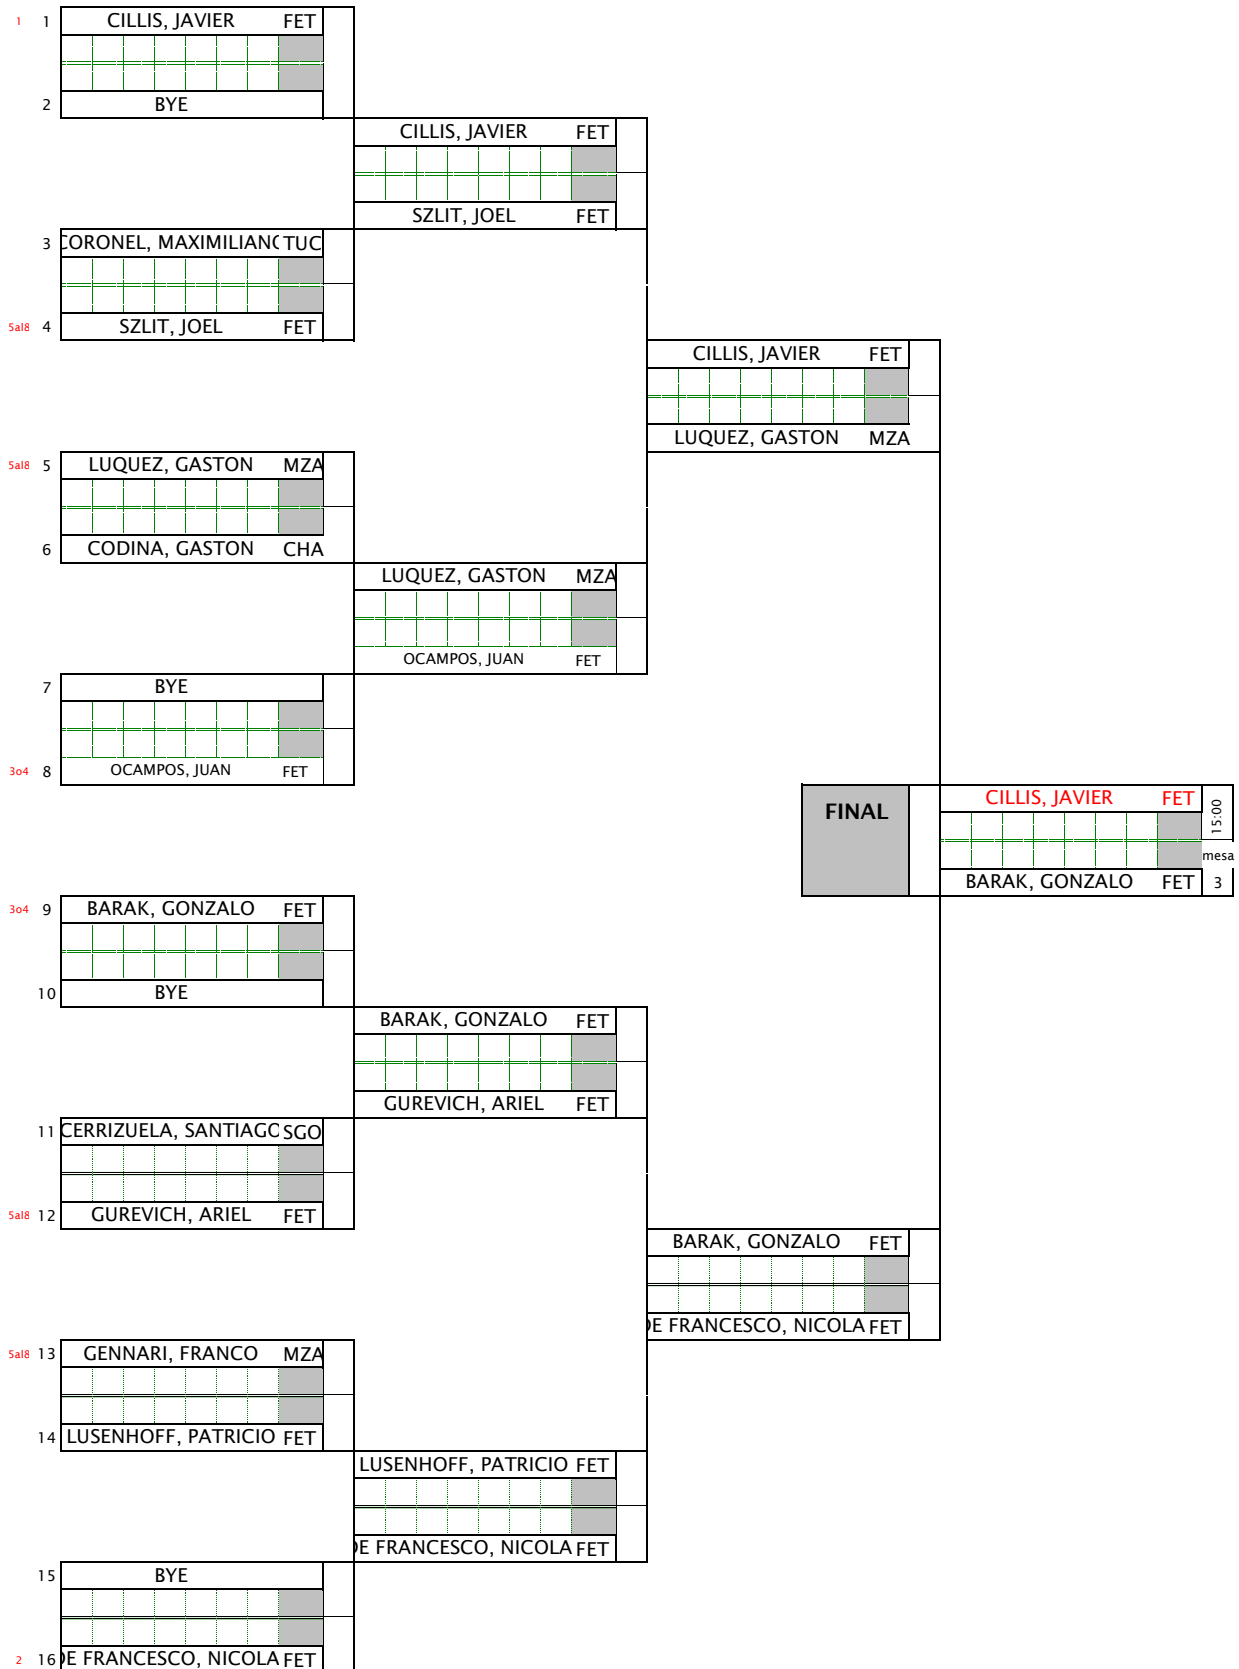 1 1 CILLIS, JAVIER FET
2 BYE
CILLIS, JAVIER FET
SZLIT, JOEL FET
3 CORONEL, MAXIMILIANO TUC
5al8 4 SZLIT, JOEL FET
CILLIS, JAVIER FET
LUQUEZ, GASTON MZA
5al8 5 LUQUEZ, GASTON MZA
6 CODINA, GASTON CHA
LUQUEZ, GASTON MZA
OCAMPOS, JUAN FET
7 BYE
3o4 8 OCAMPOS, JUAN FET
FINAL
CILLIS, JAVIER FET 15:00
mesa
BARAK, GONZALO FET 3
3o4 9 BARAK, GONZALO FET
10 BYE
BARAK, GONZALO FET
GUREVICH, ARIEL FET
11 CERRIZUELA, SANTIAGO SGO
5al8 12 GUREVICH, ARIEL FET
BARAK, GONZALO FET
DE FRANCESCO, NICOLA FET
5al8 13 GENNARI, FRANCO MZA
14 LUSENHOFF, PATRICIO FET
LUSENHOFF, PATRICIO FET
DE FRANCESCO, NICOLA FET
15 BYE
2 16 DE FRANCESCO, NICOLA FET